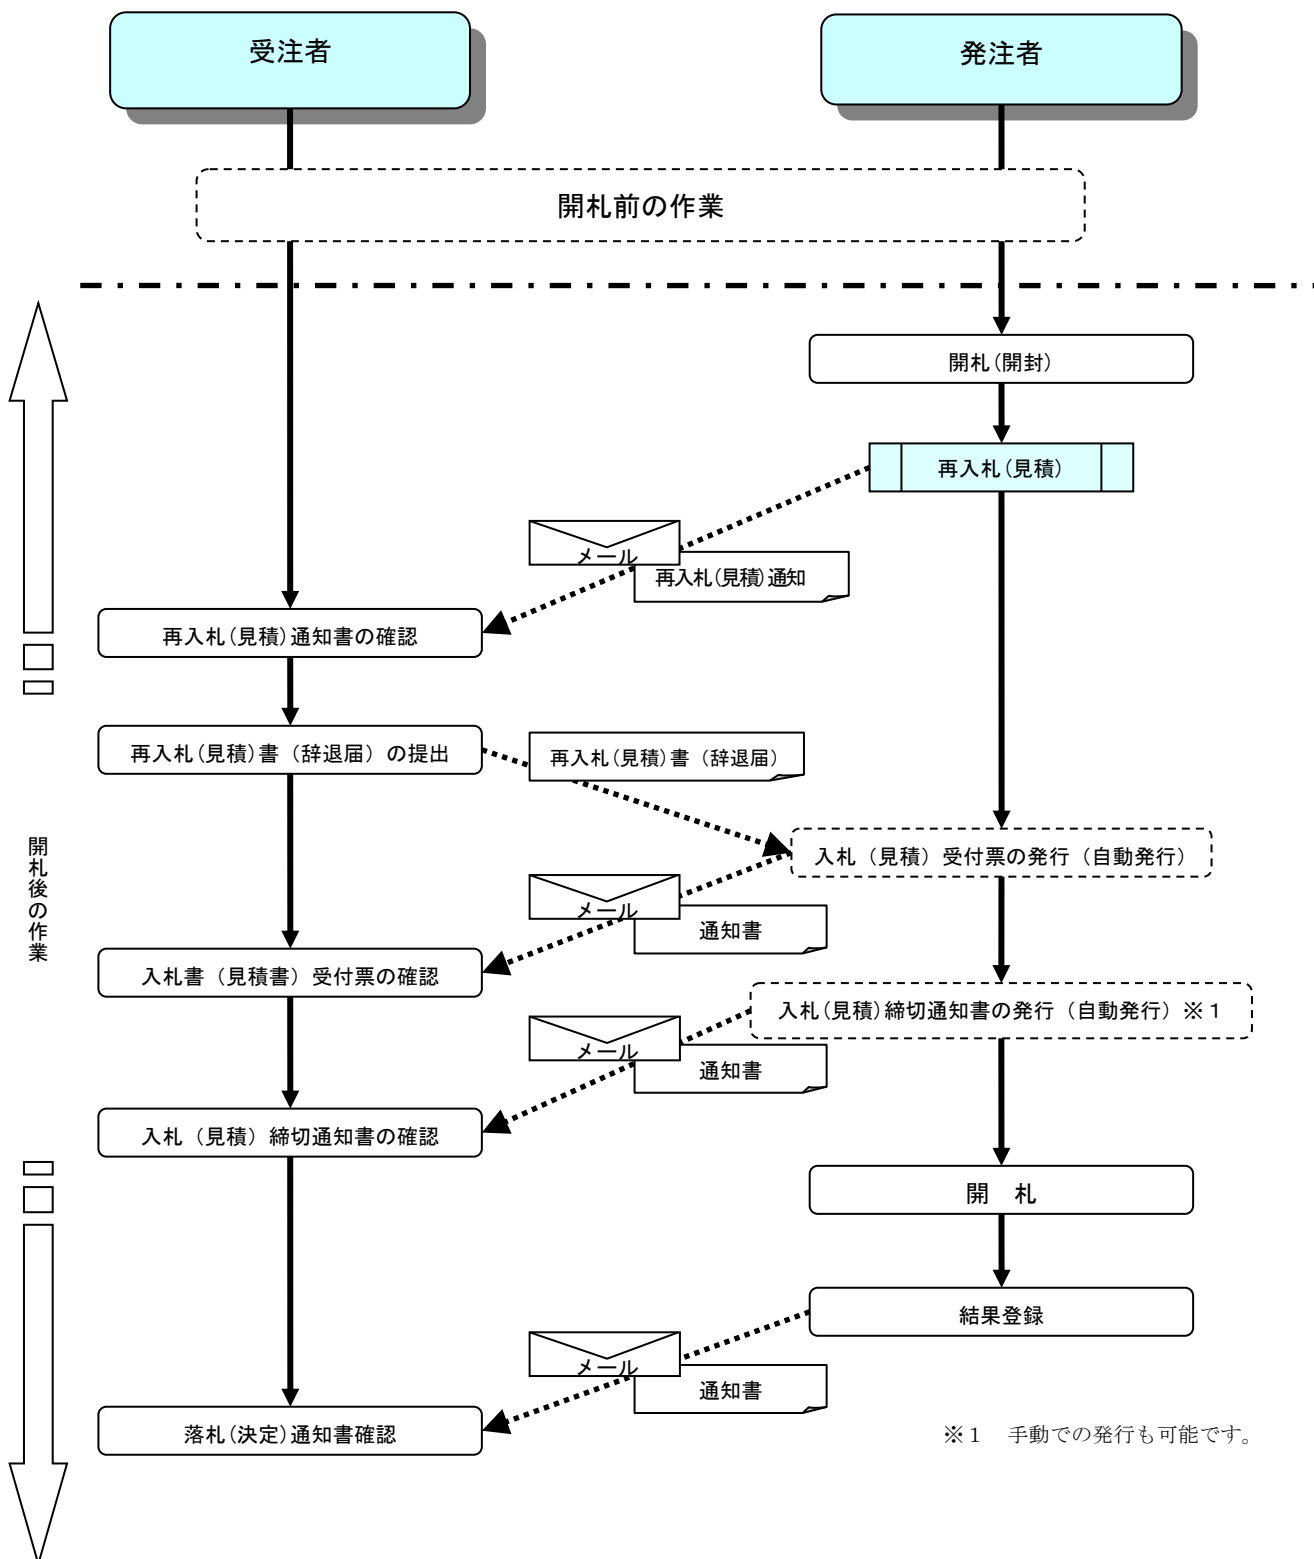 受注者
発注者
開札前の作業
開札(開封)
再入札(見積)
メール
再入札(見積)通知
再入札(見積)通知書の確認
再入札(見積)書（辞退届）の提出
再入札(見積)書（辞退届）
入札（見積）受付票の発行（自動発行）
開札後の作業
メール
通知書
入札書（見積書）受付票の確認
入札(見積)締切通知書の発行（自動発行）※１
メール
通知書
入札（見積）締切通知書の確認
開　札
結果登録
メール
通知書
落札(決定)通知書確認
※１　手動での発行も可能です。